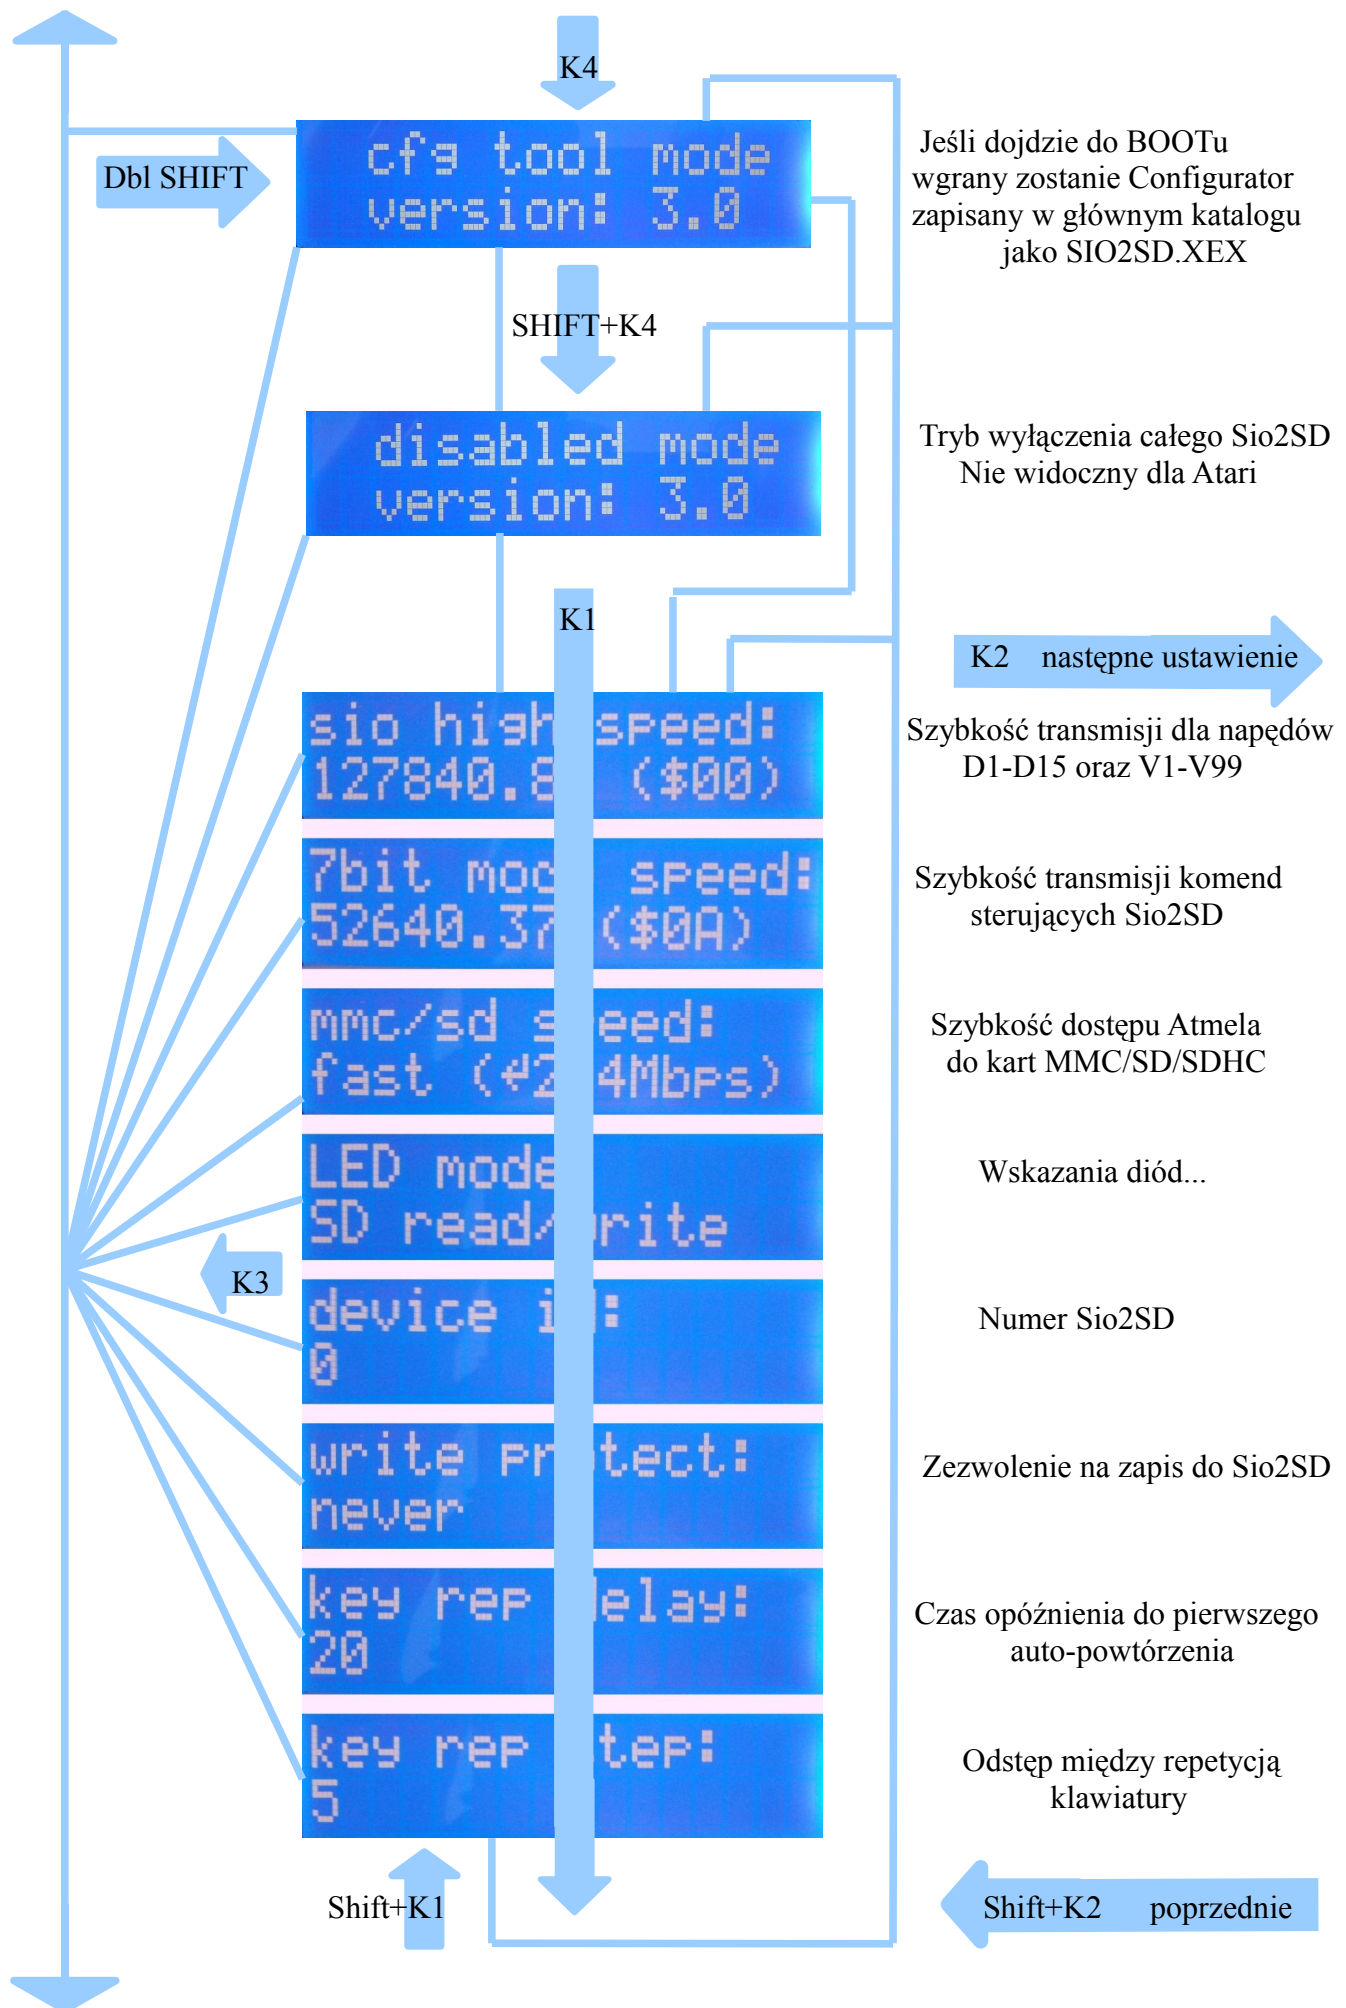 K4
Dbl SHIFT
cfg tool mode
version: 3.0
Jeśli dojdzie do BOOTu
wgrany zostanie Configurator
zapisany w głównym katalogu
jako SIO2SD.XEX
SHIFT+K4
disabled mode
version: 3.0
Tryb wyłączenia całego Sio2SD
Nie widoczny dla Atari
K1
K2 następne ustawienie
sio high speed:
127840.8 ($00)
Szybkość transmisji dla napędów
D1-D15 oraz V1-V99
7bit speed:
52640.37 ($0A)
Szybkość transmisji komend
sterujących Sio2SD
mmc/sd
fast 4Mbps)
Szybkość dostępu Atmela
do kart MMC/SD/SDHC
LED mode
SD read/write
Wskazania diód...
K3
device
0
Numer Sio2SD
write protect:
never
Zezwolenie na zapis do Sio2SD
key rep delay:
20
Czas opóźnienia do pierwszego
auto-powtórzenia
key rep step:
5
Odstęp między repetycją
klawiatury
Shift+K1
Shift+K2 poprzednie